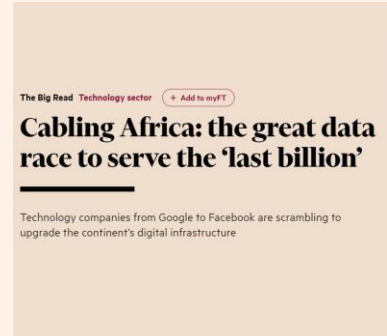 The Big Read Technology sector + Add to myFT
Cabling Africa: the great data
race to serve the ‘last billion’
Technology companies from Google to Facebook are scrambling to
upgrade the continent’s digital infrastructure